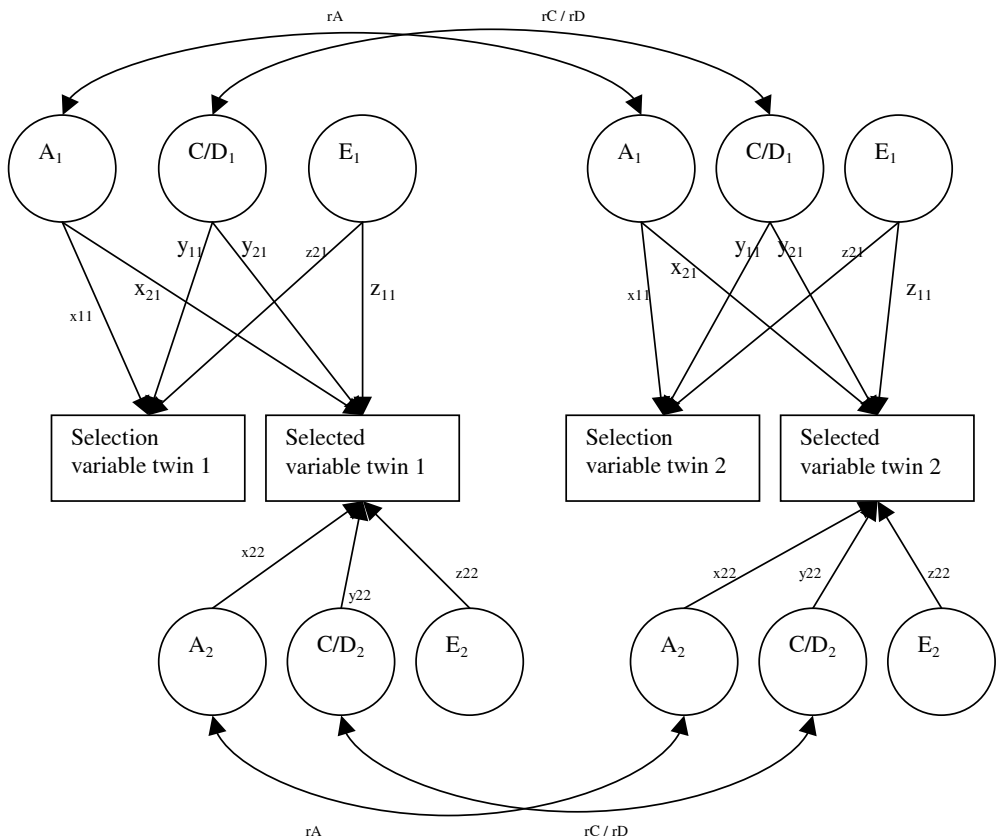 rA
rC / rD
A₁
C/D₁
E₁
A₁
C/D₁
E₁
y₁₁
y₂₁
z21
y₁₁
y₂₁
z21
x₂₁
z₁₁
x₂₁
z₁₁
x11
x11
Selection
variable twin 1
Selected
variable twin 1
Selection
variable twin 2
Selected
variable twin 2
x22
y22
z22
x22
y22
z22
A₂
C/D₂
E₂
A₂
C/D₂
E₂
rA
rC / rD